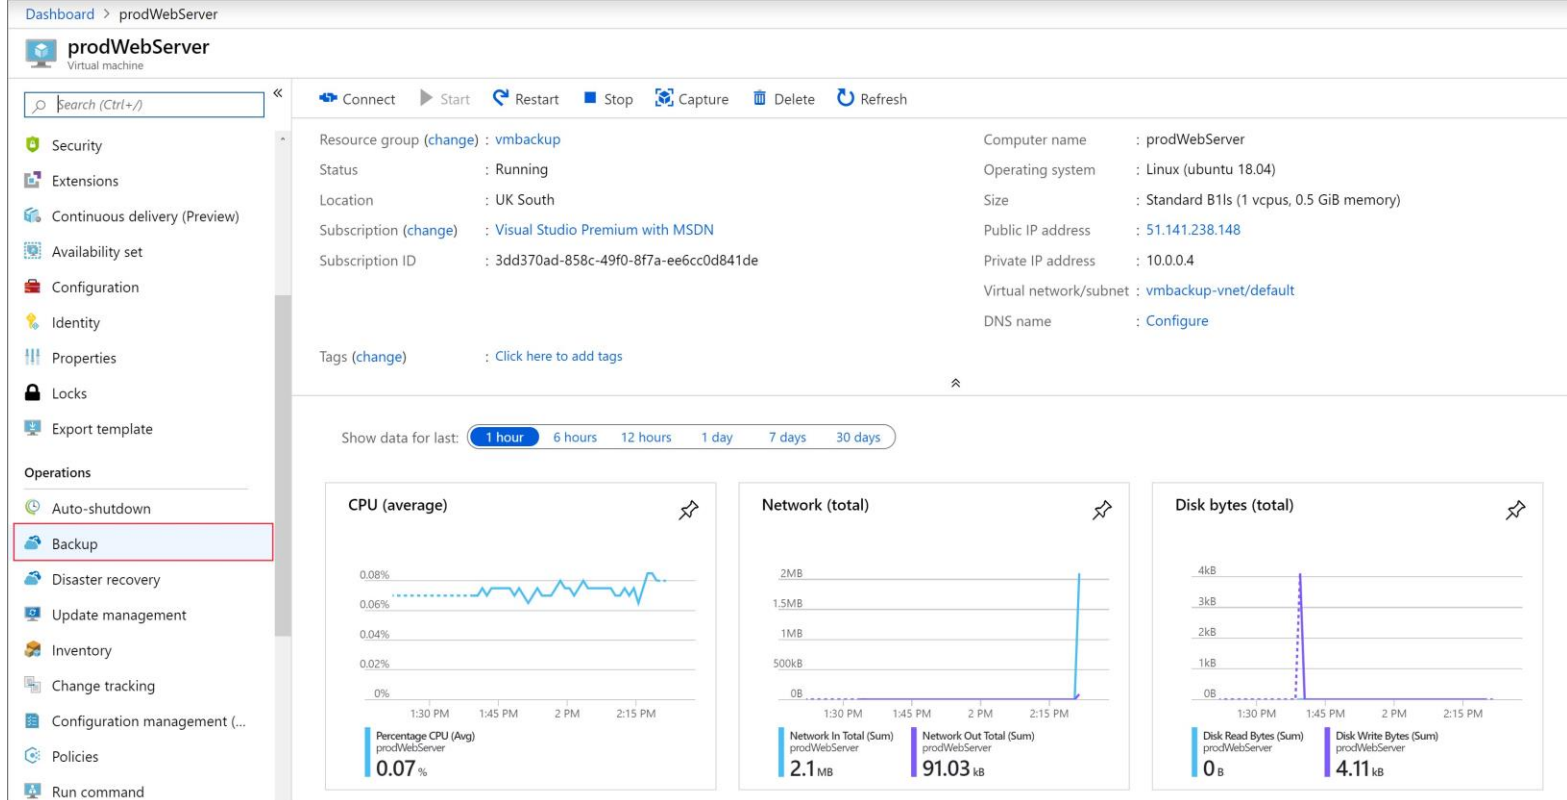 Dashboard > prodWebServer
prodWebServer
Virtual machine
Search (Ctrl+/)
«
Security
Extensions
Continuous delivery (Preview)
Availability set
Configuration
Identity
Properties
Locks
Export template
Operations
Auto-shutdown
Backup
Disaster recovery
Update management
Inventory
Change tracking
Configuration management (...
Policies
Run command
Connect Start Restart Stop Capture Delete Refresh
Resource group (change) : vmbackup
Status : Running
Location : UK South
Subscription (change) : Visual Studio Premium with MSDN
Subscription ID : 3dd370ad-858c-49f0-8f7a-ee6cc0d841de
Computer name : prodWebServer
Operating system : Linux (ubuntu 18.04)
Size : Standard B1ls (1 vcpus, 0.5 GiB memory)
Public IP address : 51.141.238.148
Private IP address : 10.0.0.4
Virtual network/subnet : vmbackup-vnet/default
DNS name : Configure
Tags (change) : Click here to add tags
Show data for last: 1 hour 6 hours 12 hours 1 day 7 days 30 days
CPU (average)
0.08%
0.06%
0.04%
0.02%
0%
1:30 PM 1:45 PM 2 PM 2:15 PM
Percentage CPU (Avg)
prodWebServer
0.07 %
Network (total)
2MB
1.5MB
1MB
500kB
0B
1:30 PM 1:45 PM 2 PM 2:15 PM
Network In Total (Sum)
prodWebServer
2.1 MB
Network Out Total (Sum)
prodWebServer
91.03 kB
Disk bytes (total)
4kB
3kB
2kB
1kB
0B
1:30 PM 1:45 PM 2 PM 2:15 PM
Disk Read Bytes (Sum)
prodWebServer
0 B
Disk Write Bytes (Sum)
prodWebServer
4.11 kB